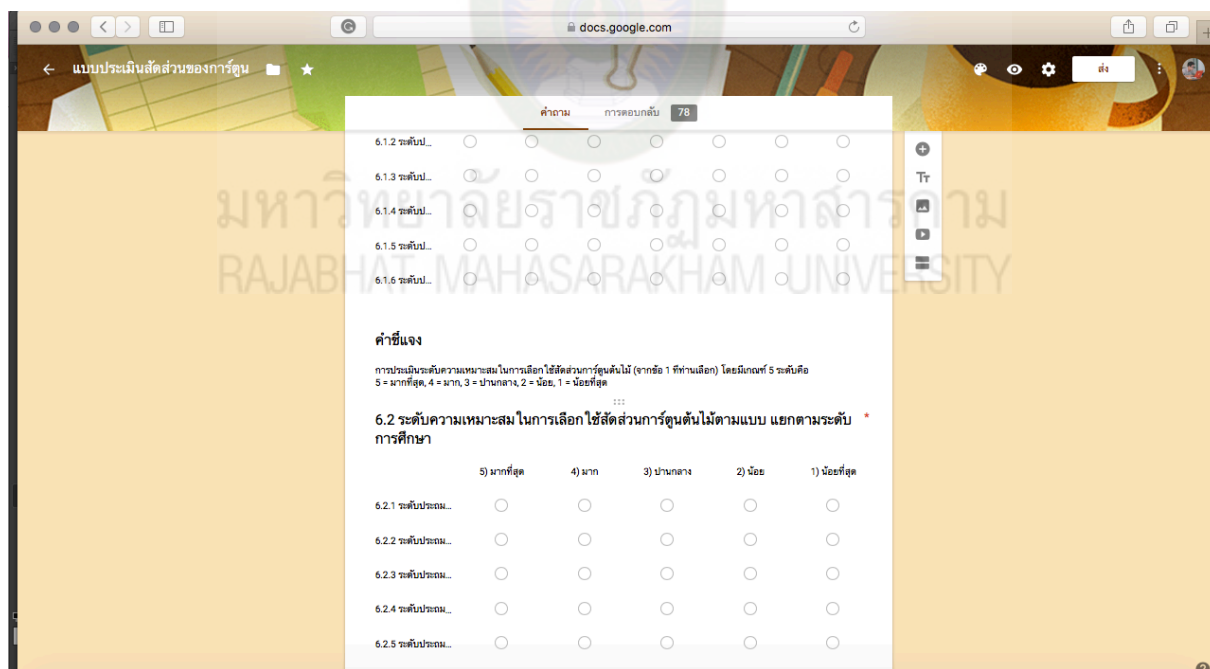 docs.google.com
แบบประเมินสัดส่วนของการ์ตูน
ส่ง
คำถาม การตอบกลับ 78
6.1.2 ระดับป...
6.1.3 ระดับป...
6.1.4 ระดับป...
6.1.5 ระดับป...
6.1.6 ระดับป...
มหาวิทยาลัยราชภัฏมหาสารคาม
RAJABHAT MAHASARAKHAM UNIVERSITY
คำชี้แจง
การประเมินระดับความเหมาะสมในการเลือกใช้สัดส่วนการ์ตูนต้นไม้ (จากข้อ 1 ที่ท่านเลือก) โดยมีเกณฑ์ 5 ระดับคือ
5 = มากที่สุด, 4 = มาก, 3 = ปานกลาง, 2 = น้อย, 1 = น้อยที่สุด
6.2 ระดับความเหมาะสมในการเลือกใช้สัดส่วนการ์ตูนต้นไม้ตามแบบ แยกตามระดับ *
การศึกษา
5) มากที่สุด 4) มาก 3) ปานกลาง 2) น้อย 1) น้อยที่สุด
6.2.1 ระดับประถม...
6.2.2 ระดับประถม...
6.2.3 ระดับประถม...
6.2.4 ระดับประถม...
6.2.5 ระดับประถม...